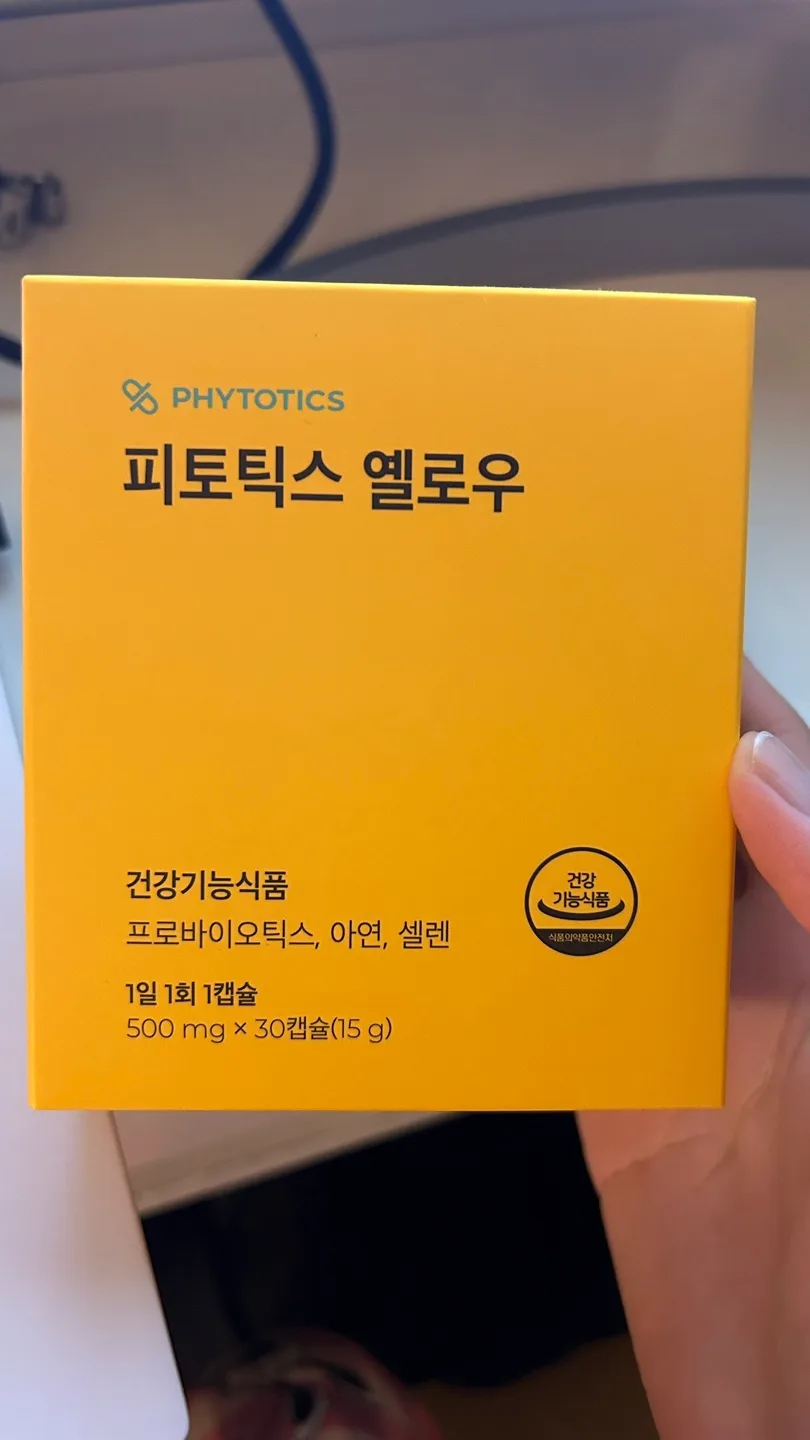 PHYTOTICS
피토틱스 옐로우
건강기능식품
프로바이오틱스, 아연, 셀렌
1일 1회 1캡슐
500 mg × 30캡슐(15 g)
건강
기능식품
식품의약품안전처